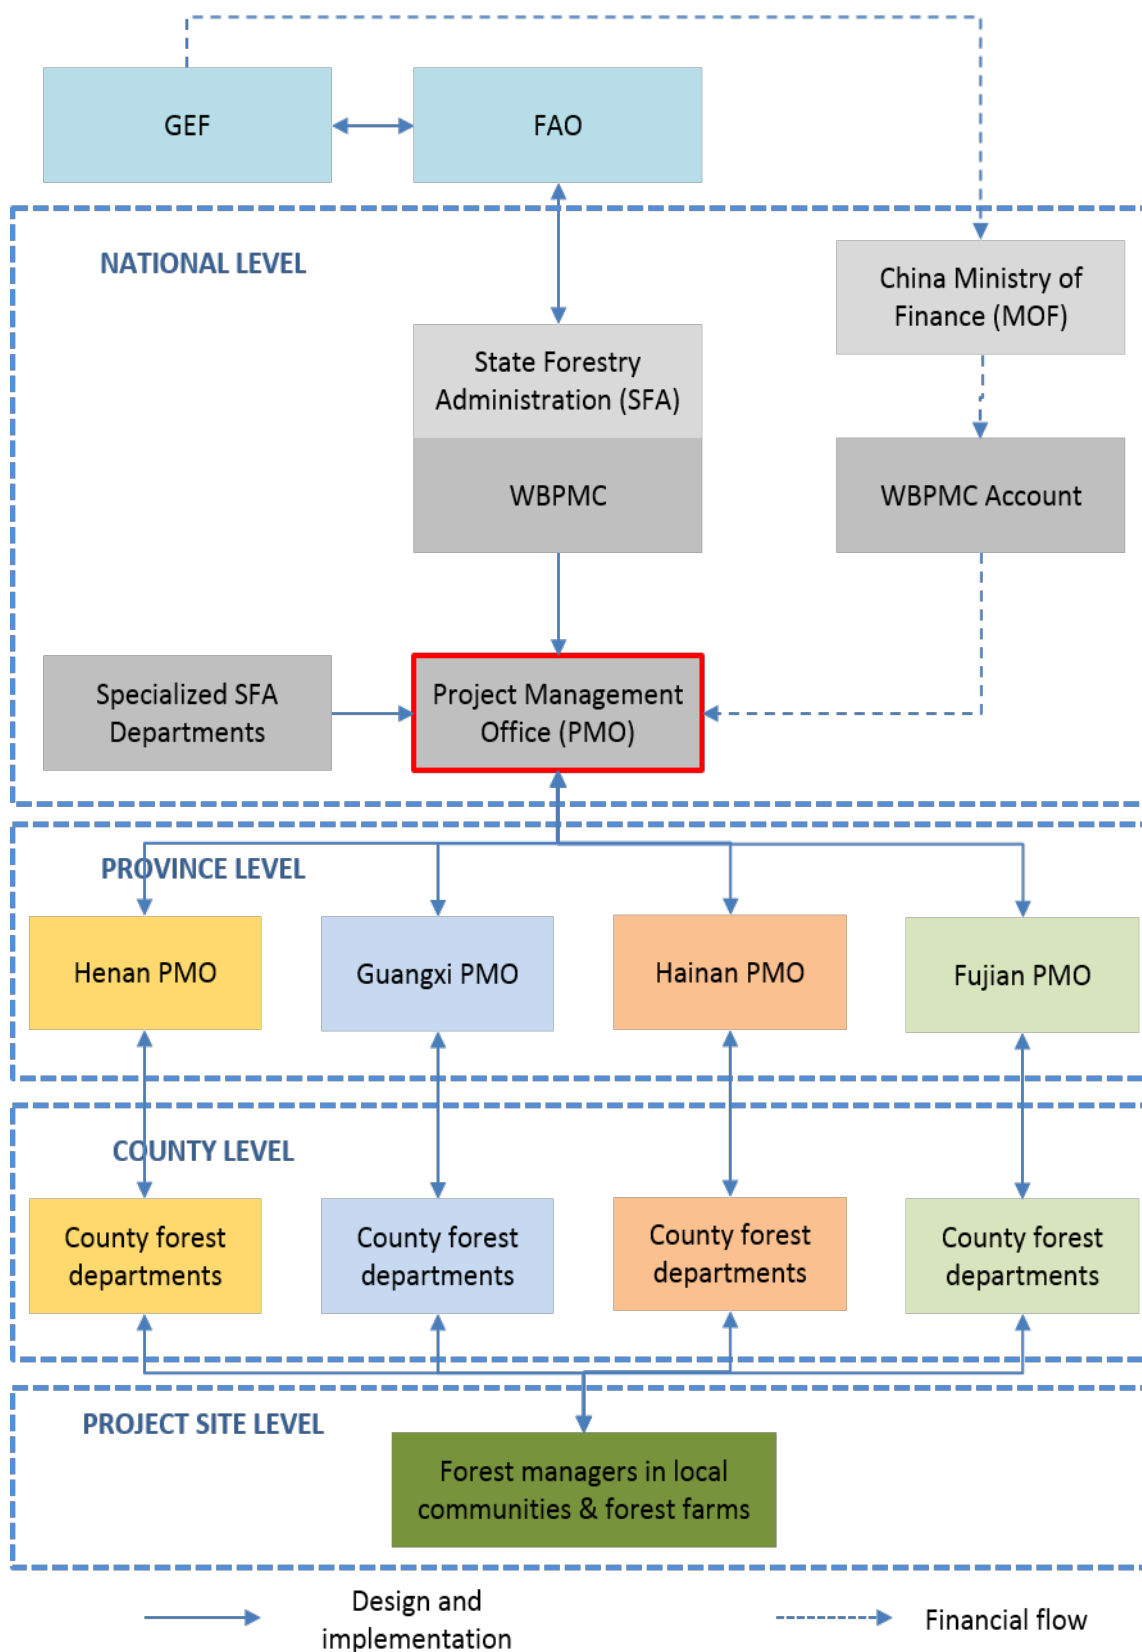 GEF
FAO
NATIONAL LEVEL
China Ministry of
Finance (MOF)
State Forestry
Administration (SFA)
WBPMC
WBPMC Account
Specialized SFA
Departments
Project Management
Office (PMO)
PROVINCE LEVEL
Henan PMO
Guangxi PMO
Hainan PMO
Fujian PMO
COUNTY LEVEL
County forest
departments
County forest
departments
County forest
departments
County forest
departments
PROJECT SITE LEVEL
Forest managers in local
communities & forest farms
Design and
implementation
Financial flow